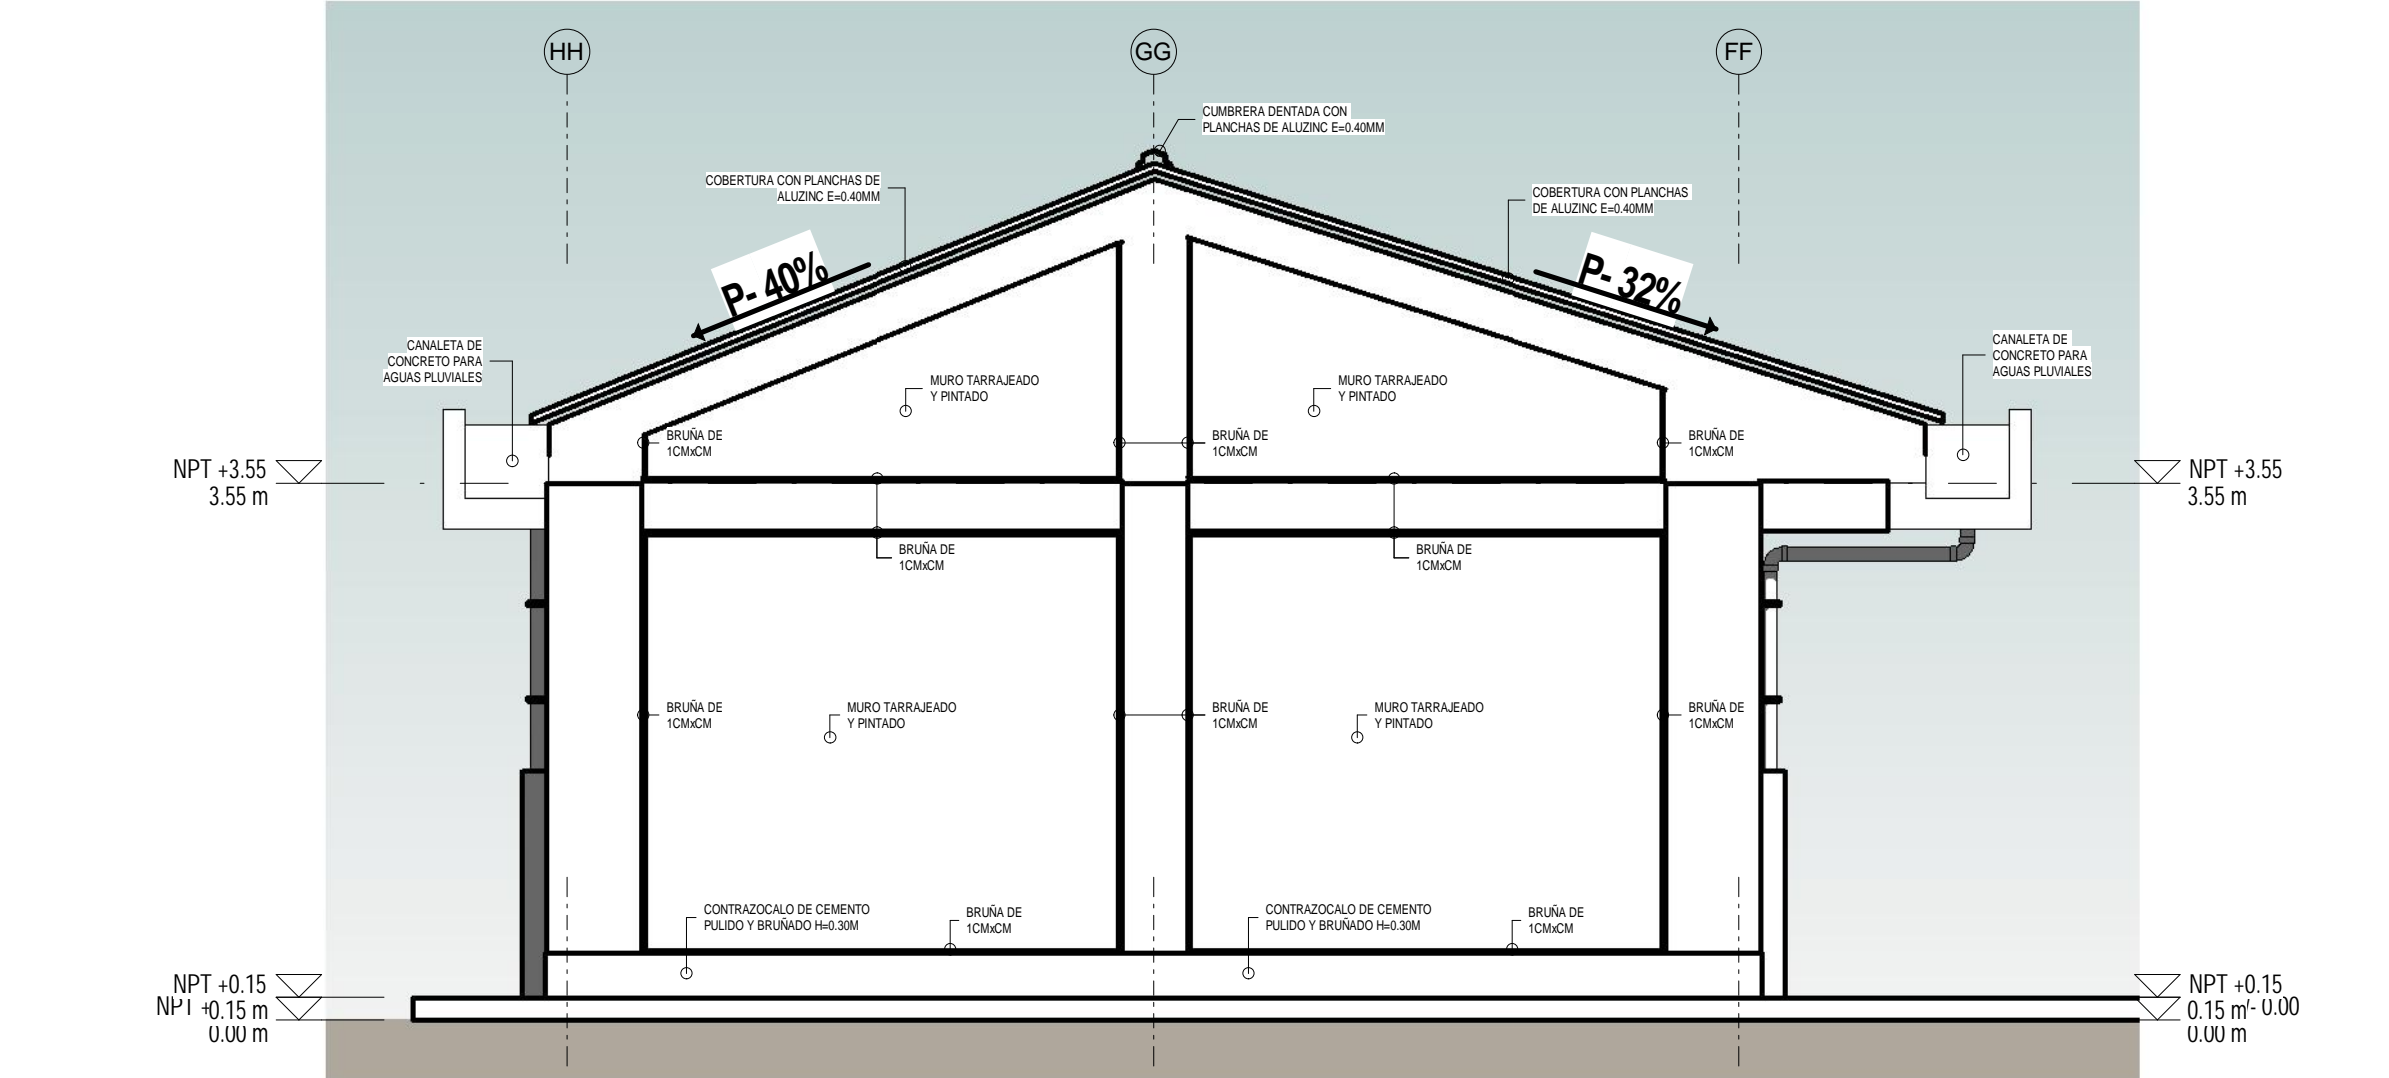 HH
GG
FF
CUMBRERA DENTADA CON
PLANCHAS DE ALUZINC E=0.40MM
COBERTURA CON PLANCHAS DE
ALUZINC E=0.40MM
COBERTURA CON PLANCHAS
DE ALUZINC E=0.40MM
P- 40%
P- 32%
CANALETA DE
CONCRETO PARA
AGUAS PLUVIALES
CANALETA DE
CONCRETO PARA
AGUAS PLUVIALES
MURO TARRAJEADO
Y PINTADO
MURO TARRAJEADO
Y PINTADO
BRUÑA DE
1CMxCM
BRUÑA DE
1CMxCM
BRUÑA DE
1CMxCM
NPT +3.55
3.55 m
NPT +3.55
3.55 m
BRUÑA DE
1CMxCM
BRUÑA DE
1CMxCM
BRUÑA DE
1CMxCM
MURO TARRAJEADO
Y PINTADO
BRUÑA DE
1CMxCM
MURO TARRAJEADO
Y PINTADO
BRUÑA DE
1CMxCM
CONTRAZOCALO DE CEMENTO
PULIDO Y BRUÑADO H=0.30M
BRUÑA DE
1CMxCM
CONTRAZOCALO DE CEMENTO
PULIDO Y BRUÑADO H=0.30M
BRUÑA DE
1CMxCM
NPT +0.15
NPT +
0.15 m
0.00 m
NPT +0.15
0.15 m
- 0.00
0.00 m